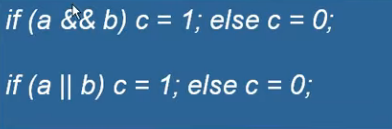 if (a && b) c = 1; else c = 0;
if (a || b) c = 1; else c = 0;